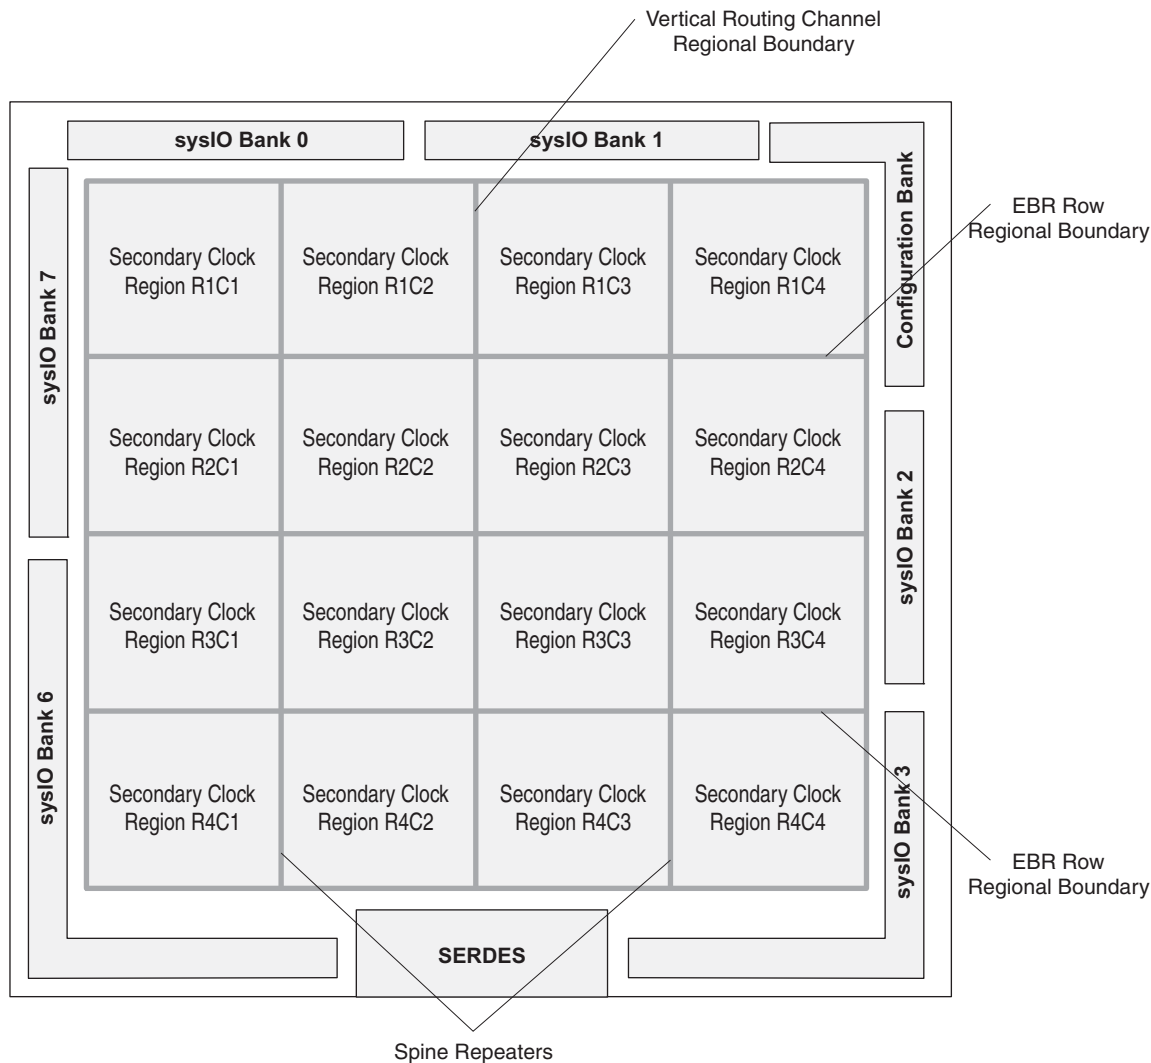 Vertical Routing Channel
Regional Boundary
sysIO Bank 0
sysIO Bank 1
Configuration Bank
sysIO Bank 7
EBR Row
Regional Boundary
Secondary Clock
Region R1C1
Secondary Clock
Region R1C2
Secondary Clock
Region R1C3
Secondary Clock
Region R1C4
Secondary Clock
Region R2C1
Secondary Clock
Region R2C2
Secondary Clock
Region R2C3
Secondary Clock
Region R2C4
sysIO Bank 2
Secondary Clock
Region R3C1
Secondary Clock
Region R3C2
Secondary Clock
Region R3C3
Secondary Clock
Region R3C4
sysIO Bank 6
Secondary Clock
Region R4C1
Secondary Clock
Region R4C2
Secondary Clock
Region R4C3
Secondary Clock
Region R4C4
sysIO Bank 3
EBR Row
Regional Boundary
SERDES
Spine Repeaters